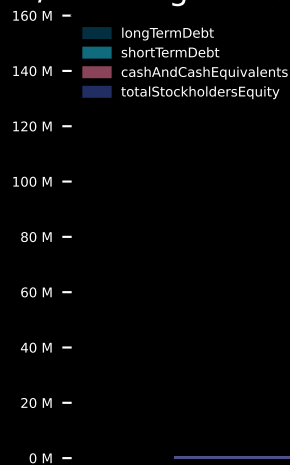 160 M
longTermDebt
shortTermDebt
140 M
cashAndCashEquivalents
totalStockholdersEquity
120 M
100 M
80 M
60 M
40 M
20 M
0 M